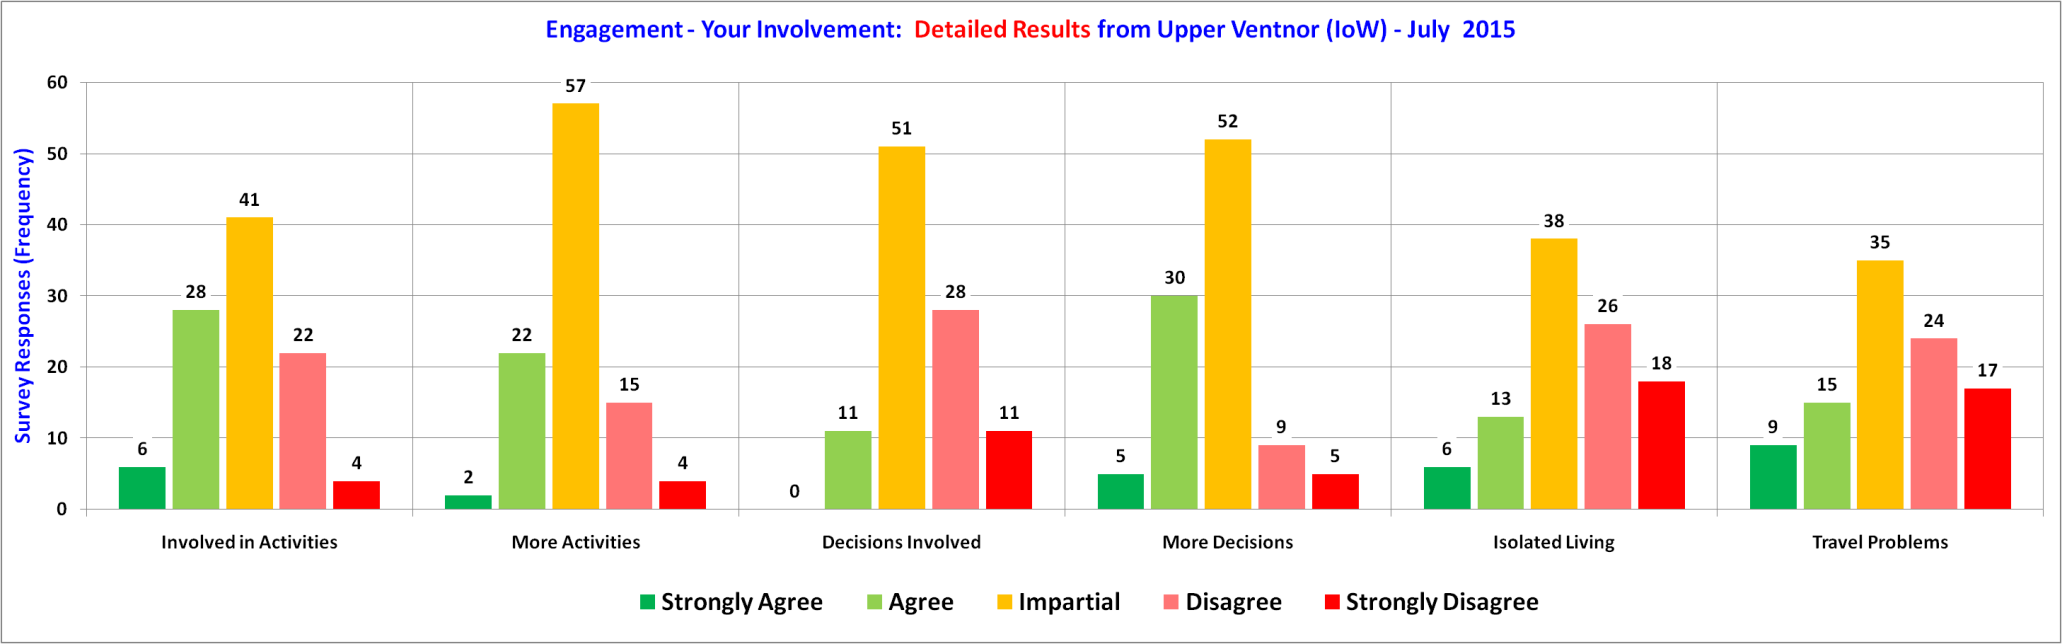 Engagement - Your Involvement: Detailed Results from Upper Ventnor (IoW) - July 2015
Survey Responses (Frequency)
60
50
40
30
20
10
0
6 28 41 22 4
2 22 57 15 4
0 11 51 28 11
5 30 52 9 5
6 13 38 26 18
9 15 35 24 17
Involved in Activities More Activities Decisions Involved More Decisions Isolated Living Travel Problems
Strongly Agree Agree Impartial Disagree Strongly Disagree